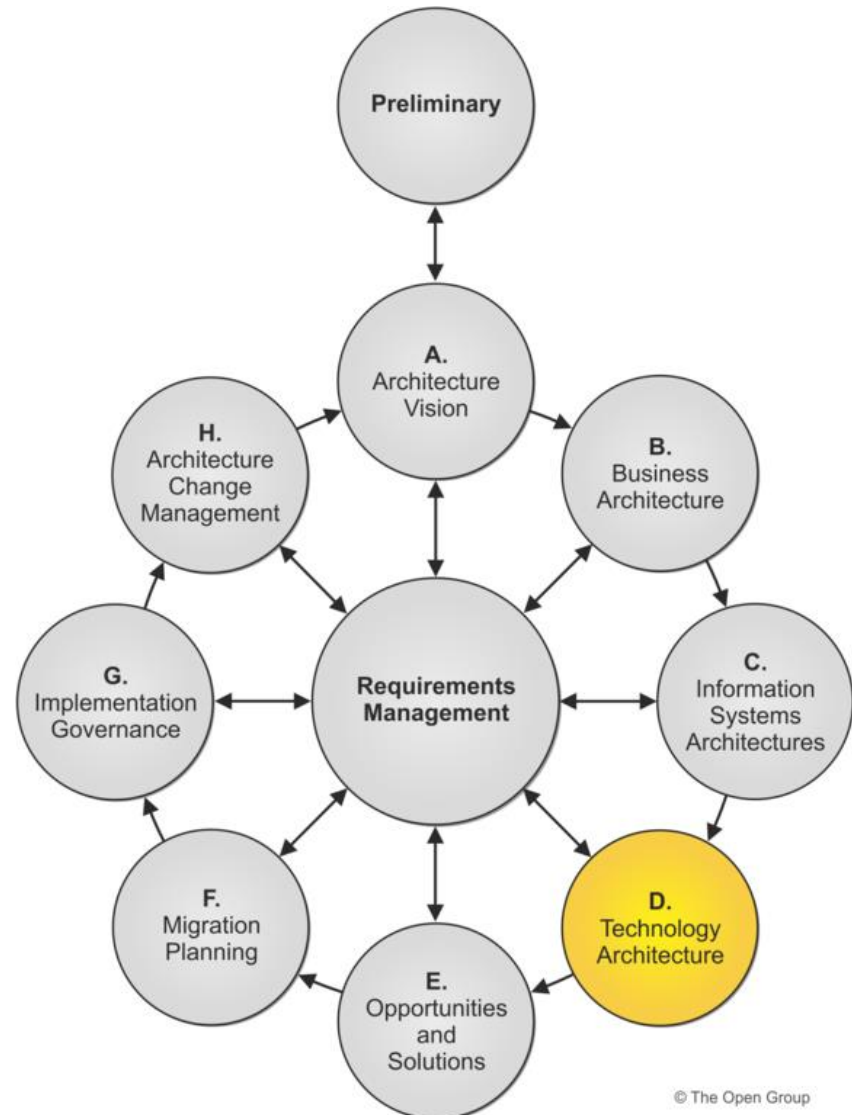 Preliminary
A.
Architecture
Vision
B.
Business
Architecture
C.
Information
Systems
Architectures
D.
Technology
Architecture
E.
Opportunities
and
Solutions
F.
Migration
Planning
G.
Implementation
Governance
H.
Architecture
Change
Management
Requirements
Management
© The Open Group